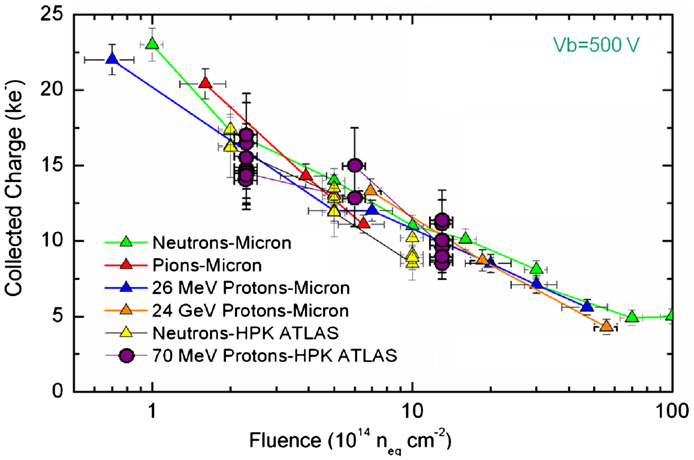 25
Vb=500 V
20
15
10
5
0
Collected Charge (ke⁻)
Neutrons-Micron
Pions-Micron
26 MeV Protons-Micron
24 GeV Protons-Micron
Neutrons-HPK ATLAS
70 MeV Protons-HPK ATLAS
1 10 100
Fluence (10¹⁴ n_eq cm⁻²)